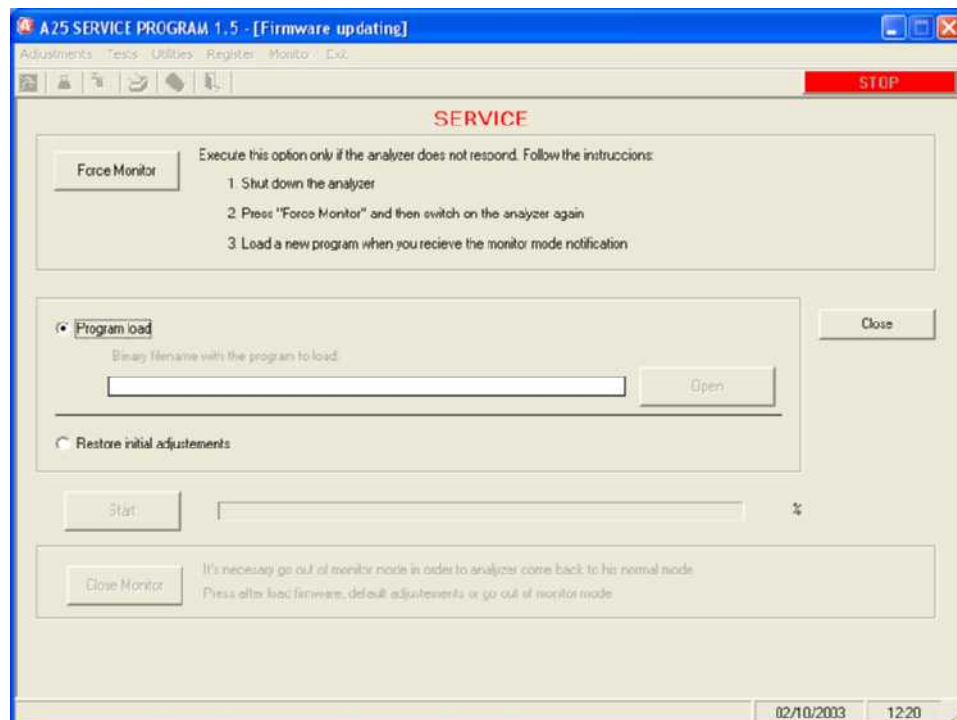 A25 SERVICE PROGRAM 1.5 - [Firmware updating]
Adjustments Tests Utilities Register Monito Exit
STOP
SERVICE
Force Monitor
Execute this option only if the analyzer does not respond. Follow the instruccions:
1. Shut down the analyzer
2. Press "Force Monitor" and then switch on the analyzer again
3. Load a new program when you recieve the monitor mode notification
Program load
Close
Binary filename with the program to load:
Open
Restore initial adjustements
Start
%
Close Monitor
It's necesary go out of monitor mode in order to analyzer come back to his normal mode
Press after load firmware, default adjustements or go out of monitor mode
02/10/2003 12:20